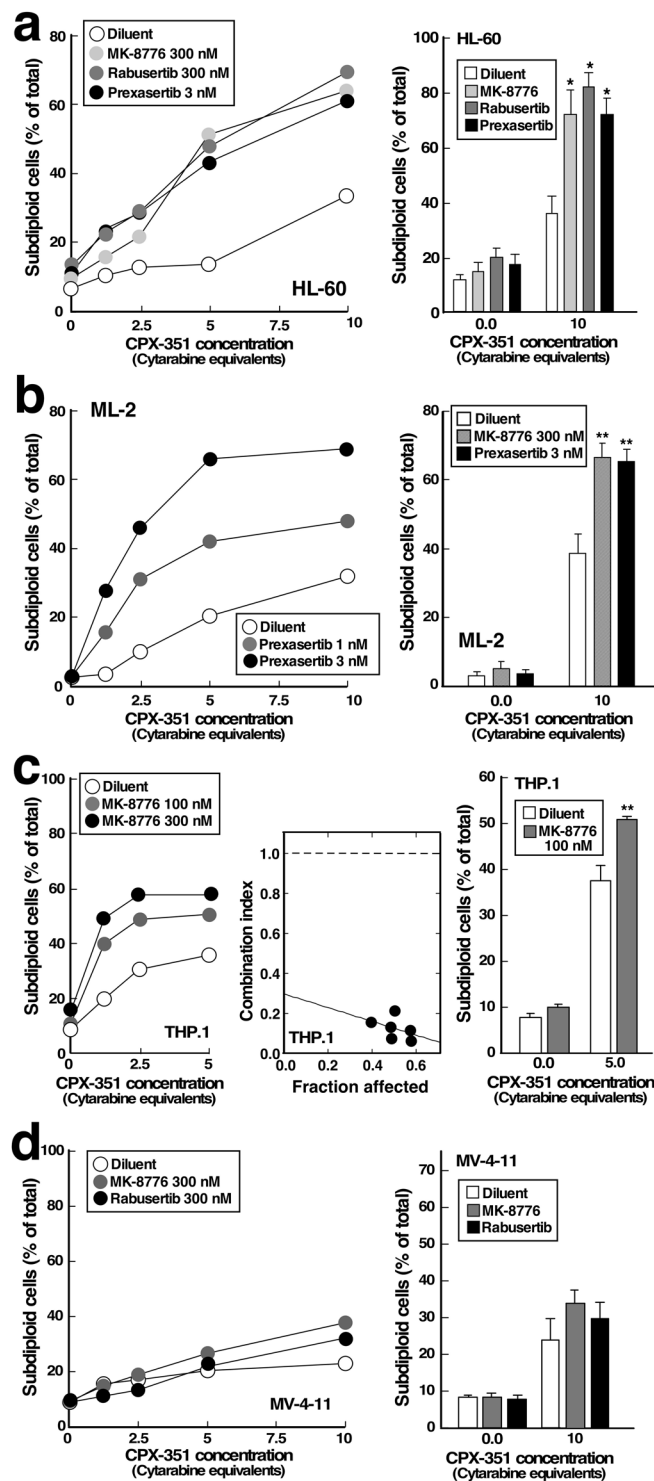 a
80
60
40
20
0
Subdiploid cells (% of total)
Diluent
MK-8776 300 nM
Rabusertib 300 nM
Prexasertib 3 nM
HL-60
0 2.5 5 7.5 10
CPX-351 concentration
(Cytarabine equivalents)
HL-60
100
80
60
40
20
0
Subdiploid cells (% of total)
Diluent
MK-8776
Rabusertib
Prexasertib
* * *
0.0 10
CPX-351 concentration
(Cytarabine equivalents)
b
ML-2
80
60
40
20
0
Subdiploid cells (% of total)
Diluent
Prexasertib 1 nM
Prexasertib 3 nM
0 2.5 5 7.5 10
CPX-351 concentration
(Cytarabine equivalents)
80
60
40
20
0
Subdiploid cells (% of total)
Diluent
MK-8776 300 nM
Prexasertib 3 nM
** **
ML-2
0.0 10
CPX-351 concentration
(Cytarabine equivalents)
c
100
80
60
40
20
0
Subdiploid cells (% of total)
Diluent
MK-8776 100 nM
MK-8776 300 nM
THP.1
0 2.5 5
CPX-351 concentration
(Cytarabine equivalents)
1.0
0.8
0.6
0.4
0.2
0.0
Combination index
THP.1
0.0 0.2 0.4 0.6
Fraction affected
THP.1
60
50
40
30
20
10
0
Subdiploid cells (% of total)
Diluent
MK-8776
100 nM
**
0.0 5.0
CPX-351 concentration
(Cytarabine equivalents)
d
100
80
60
40
20
0
Subdiploid cells (% of total)
Diluent
MK-8776 300 nM
Rabusertib 300 nM
MV-4-11
0 2.5 5 7.5 10
CPX-351 concentration
(Cytarabine equivalents)
MV-4-11
70
60
50
40
30
20
10
0
Subdiploid cells (% of total)
Diluent
MK-8776
Rabusertib
0.0 10
CPX-351 concentration
(Cytarabine equivalents)